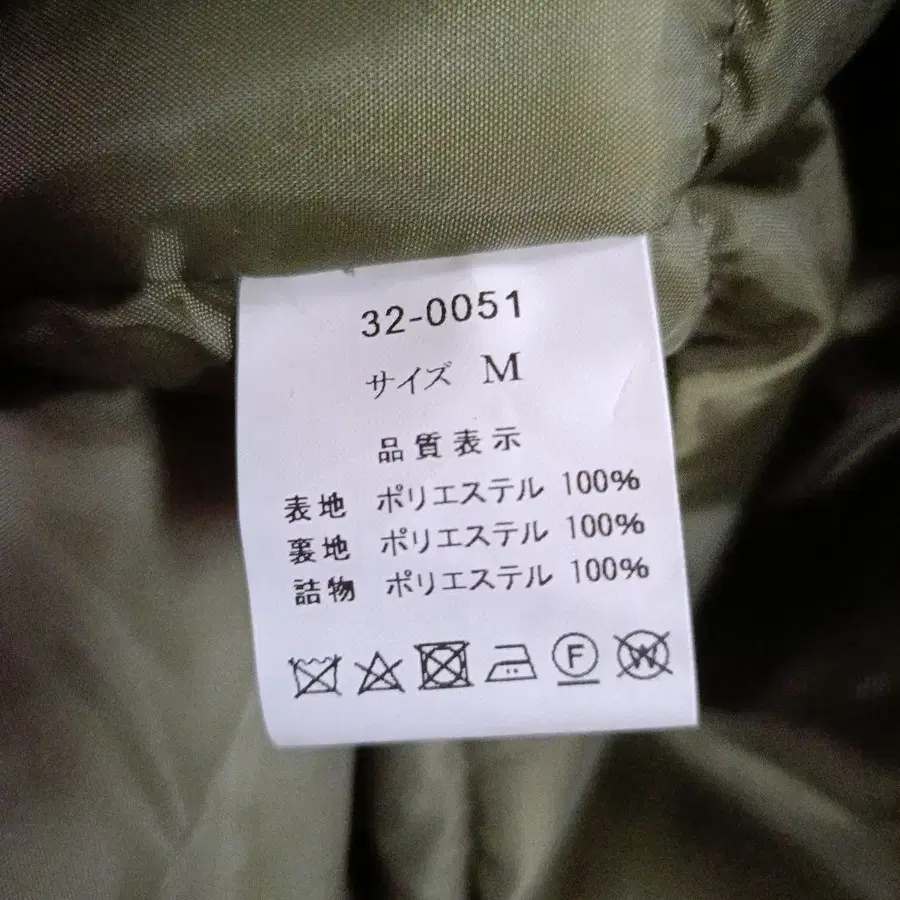 32-0051
サイズ M
品質表示
表地 ポリエステル 100%
裏地 ポリエステル 100%
詰物 ポリエステル 100%
F W